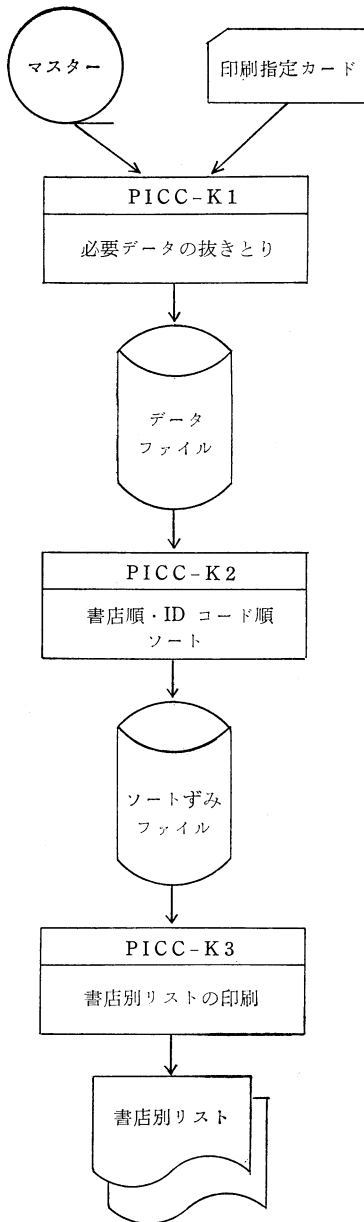 マスター
印刷指定カード
PICC-K1
必要データの抜きとり
データ
ファイル
PICC-K2
書店順・ID コード順
ソート
ソートずみ
ファイル
PICC-K3
書店別リストの印刷
書店別リスト